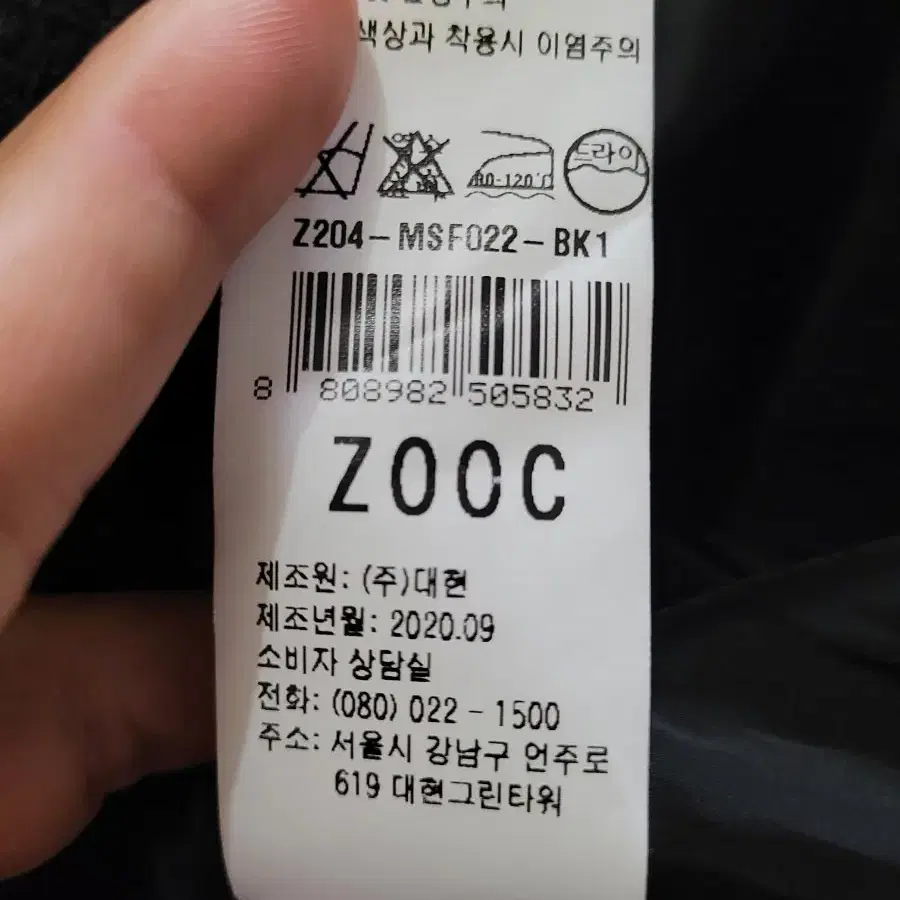 색상과 착용시 이염주의
80-120℃
드라이
Z204-MSF022-BK1
8 808982 505832
ZOOC
제조원: (주)대현
제조년월: 2020.09
소비자 상담실
전화: (080) 022-1500
주소: 서울시 강남구 언주로
619 대현그린타워